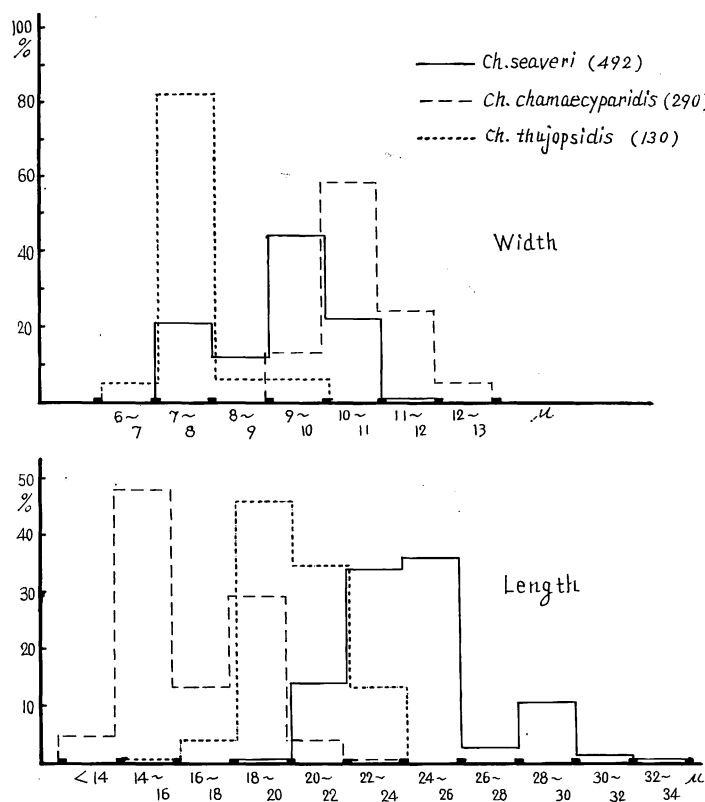 100
%
80
60
40
20
Ch. seaveri (492)
Ch. chamaecyparidis (290)
Ch. thujopsidis (130)
Width
6~ 7~ 8~ 9~ 10~ 11~ 12~ μ
7 8 9 10 11 12 13
50
%
40
30
20
10
Length
<14 14~ 16~ 18~ 20~ 22~ 24~ 26~ 28~ 30~ 32~ μ
16 18 20 22 24 26 28 30 32 34